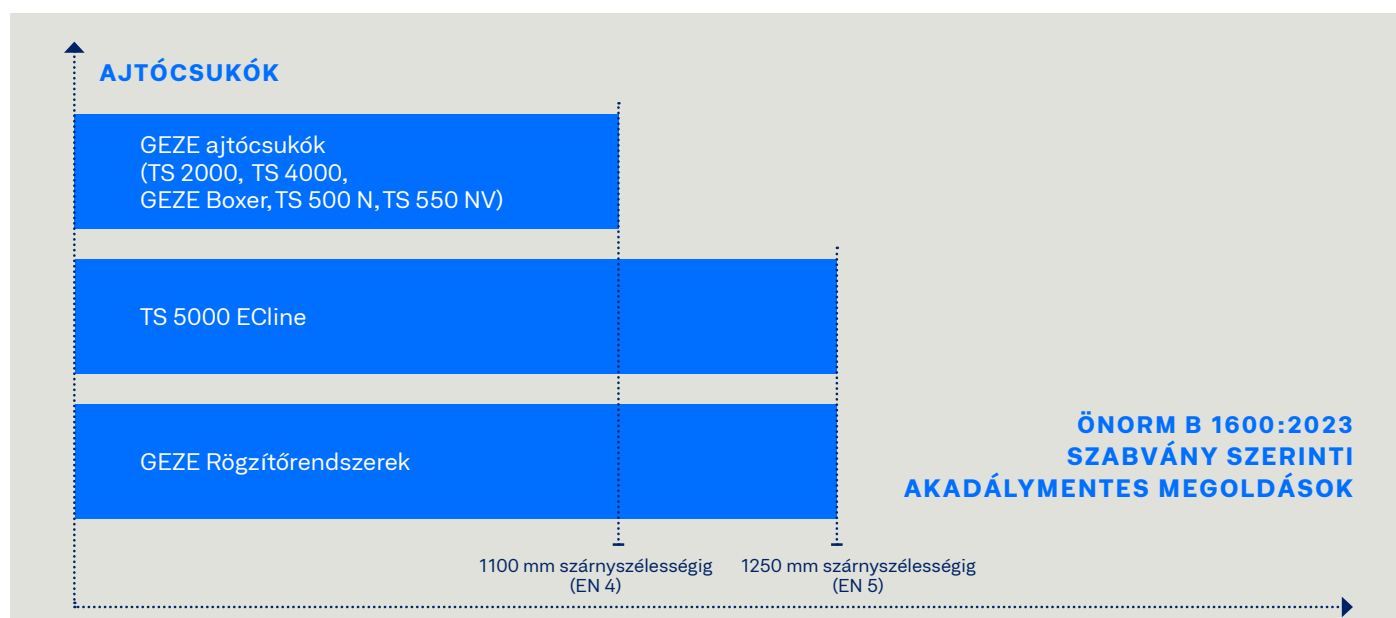 AJTÓCSUKÓK
GEZE ajtócsukók
(TS 2000, TS 4000,
GEZE Boxer, TS 500 N, TS 550 NV)
TS 5000 ECline
GEZE Rögzítőrendszerek
ÖNORM B 1600:2023
SZABVÁNY SZERINTI
AKADÁLYMENTES MEGOLDÁSOK
1100 mm szárnyszélességig
(EN 4)
1250 mm szárnyszélességig
(EN 5)